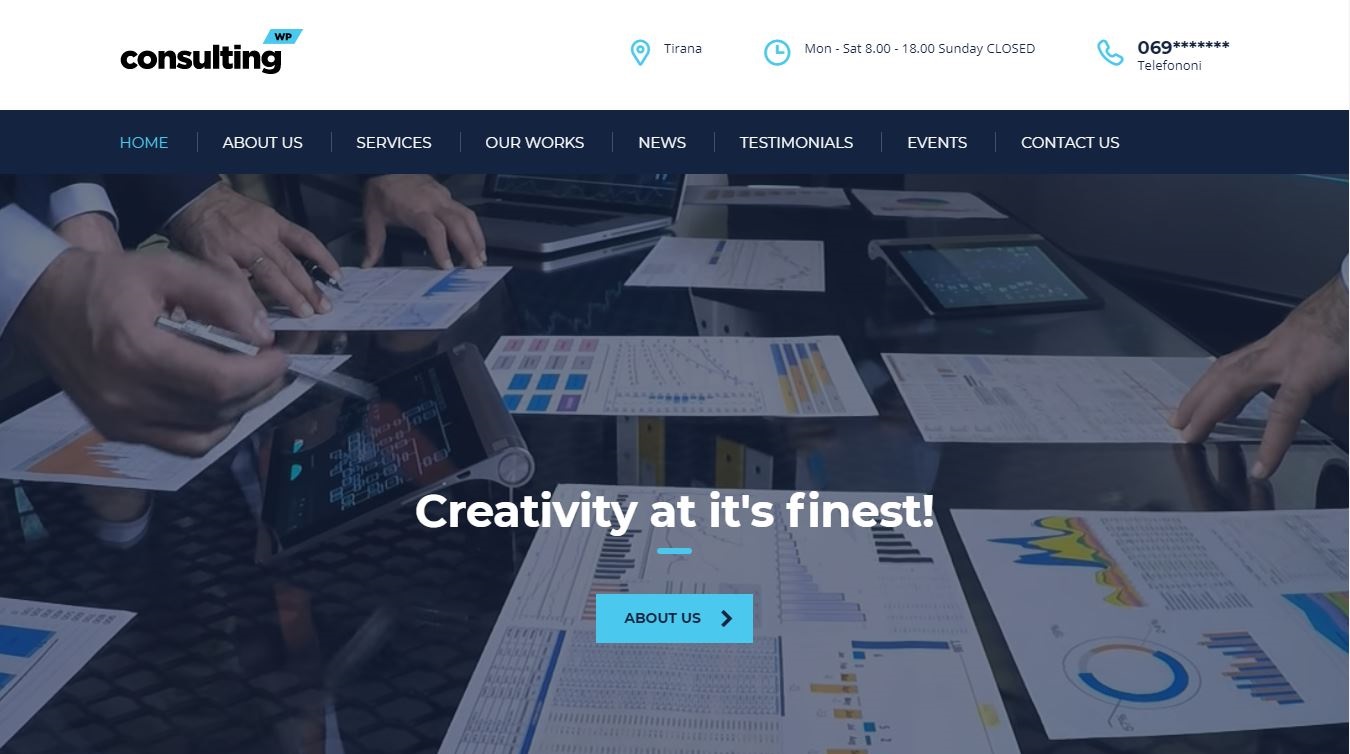 consulting WP
Tirana
Mon - Sat 8.00 - 18.00 Sunday CLOSED
069*******
Telefononi
HOME ABOUT US SERVICES OUR WORKS NEWS TESTIMONIALS EVENTS CONTACT US
Creativity at it's finest!
ABOUT US